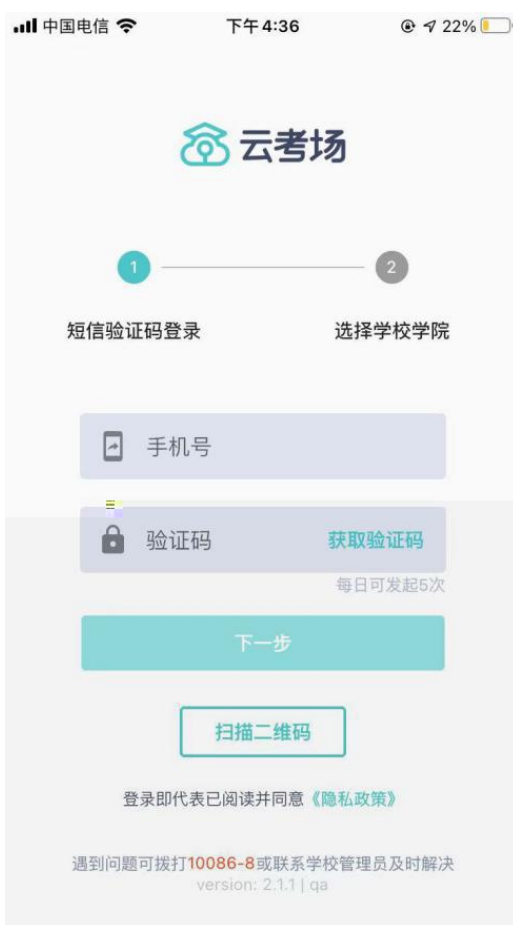 中国电信 下午4:36 22%
云考场
1 2
短信验证码登录 选择学校学院
手机号
验证码 获取验证码
每日可发起5次
下一步
扫描二维码
登录即代表已阅读并同意《隐私政策》
遇到问题可拨打10086-8或联系学校管理员及时解决
version: 2.1.1 | qa